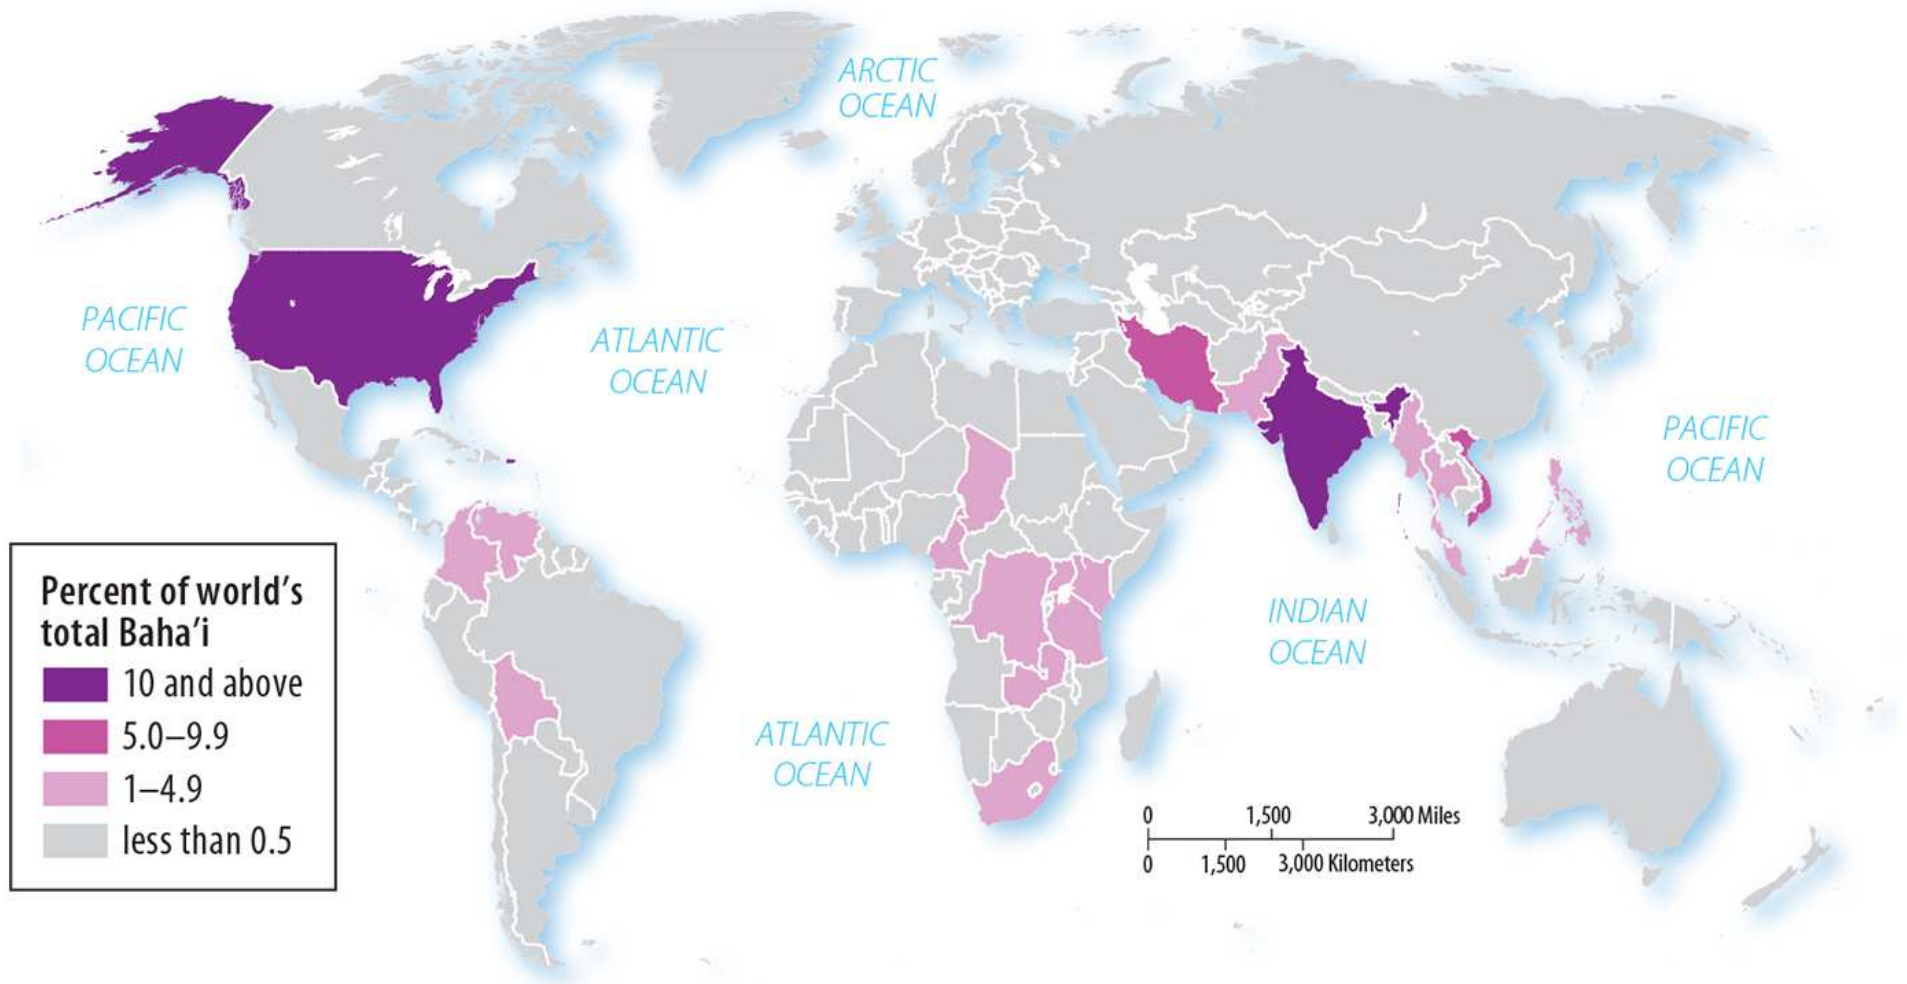 ARCTIC
OCEAN
PACIFIC
OCEAN
ATLANTIC
OCEAN
PACIFIC
OCEAN
INDIAN
OCEAN
ATLANTIC
OCEAN
Percent of world's
total Baha'i
10 and above
5.0–9.9
1–4.9
less than 0.5
0 1,500 3,000 Miles
0 1,500 3,000 Kilometers